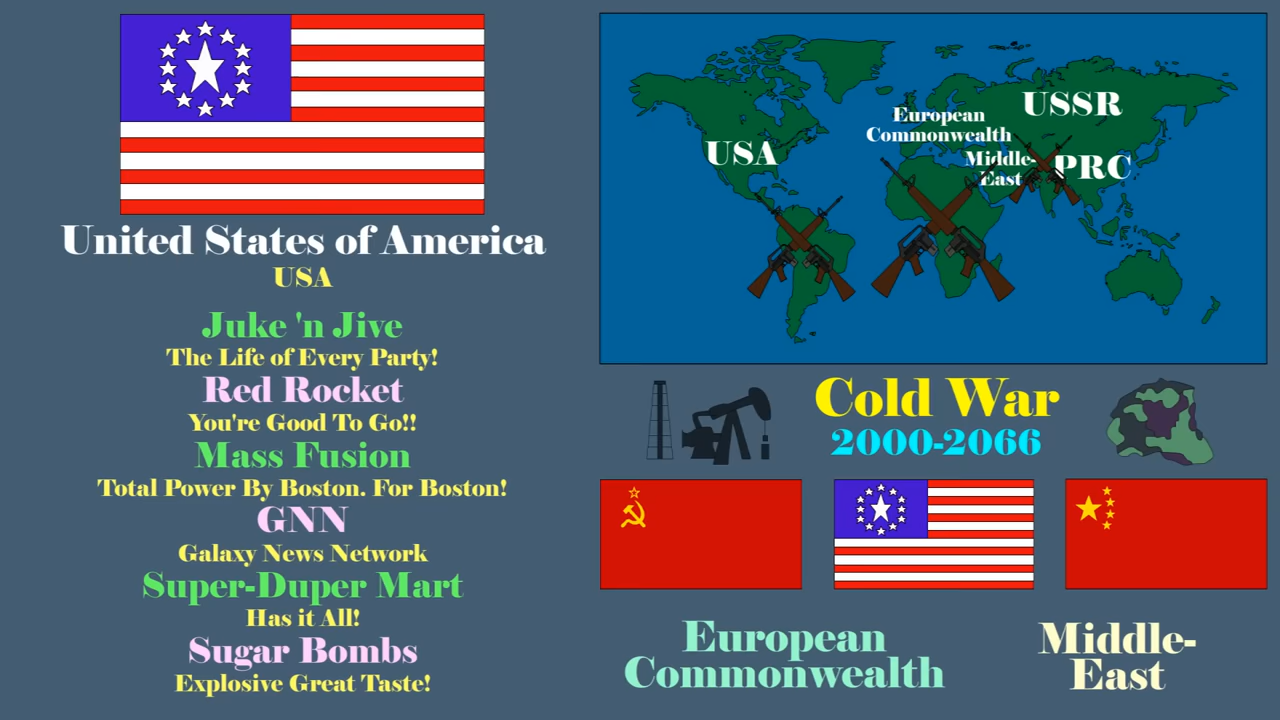 United States of America
USA
Juke 'n Jive
The Life of Every Party!
Red Rocket
You're Good To Go!!
Mass Fusion
Total Power By Boston. For Boston!
GNN
Galaxy News Network
Super-Duper Mart
Has it All!
Sugar Bombs
Explosive Great Taste!
USA
European
Commonwealth
Middle-
East
USSR
PRC
Cold War
2000-2066
European
Commonwealth
Middle-
East